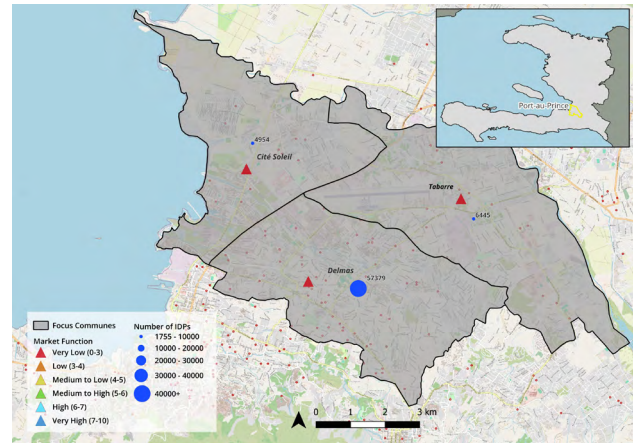 Port-au-Prince
4954
Cité Soleil
Tabarre
6445
Delmas
57379
Focus Communes
Market Function
Very Low (0-3)
Low (3-4)
Medium to Low (4-5)
Medium to High (5-6)
High (6-7)
Very High (7-10)
Number of IDPs
1755 - 10000
10000 - 20000
20000 - 30000
30000 - 40000
40000+
0 1 2 3 km